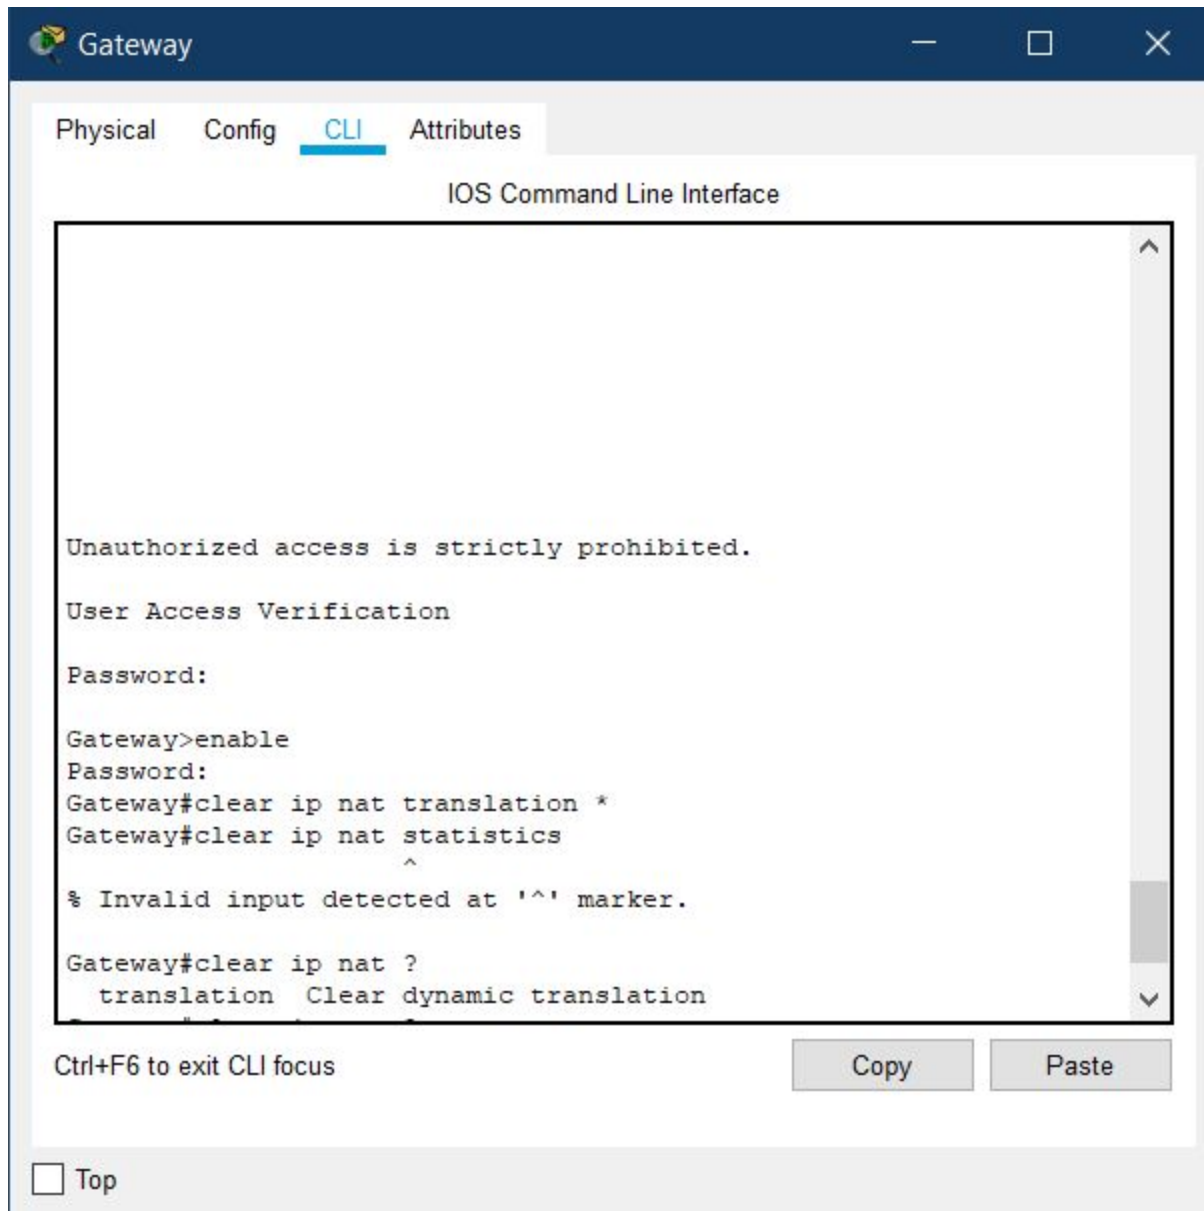 Gateway
Physical Config CLI Attributes
IOS Command Line Interface
Unauthorized access is strictly prohibited.
User Access Verification
Password:
Gateway>enable
Password:
Gateway#clear ip nat translation *
Gateway#clear ip nat statistics
^
% Invalid input detected at '^' marker.
Gateway#clear ip nat ?
translation  Clear dynamic translation
Ctrl+F6 to exit CLI focus
Copy Paste
Top